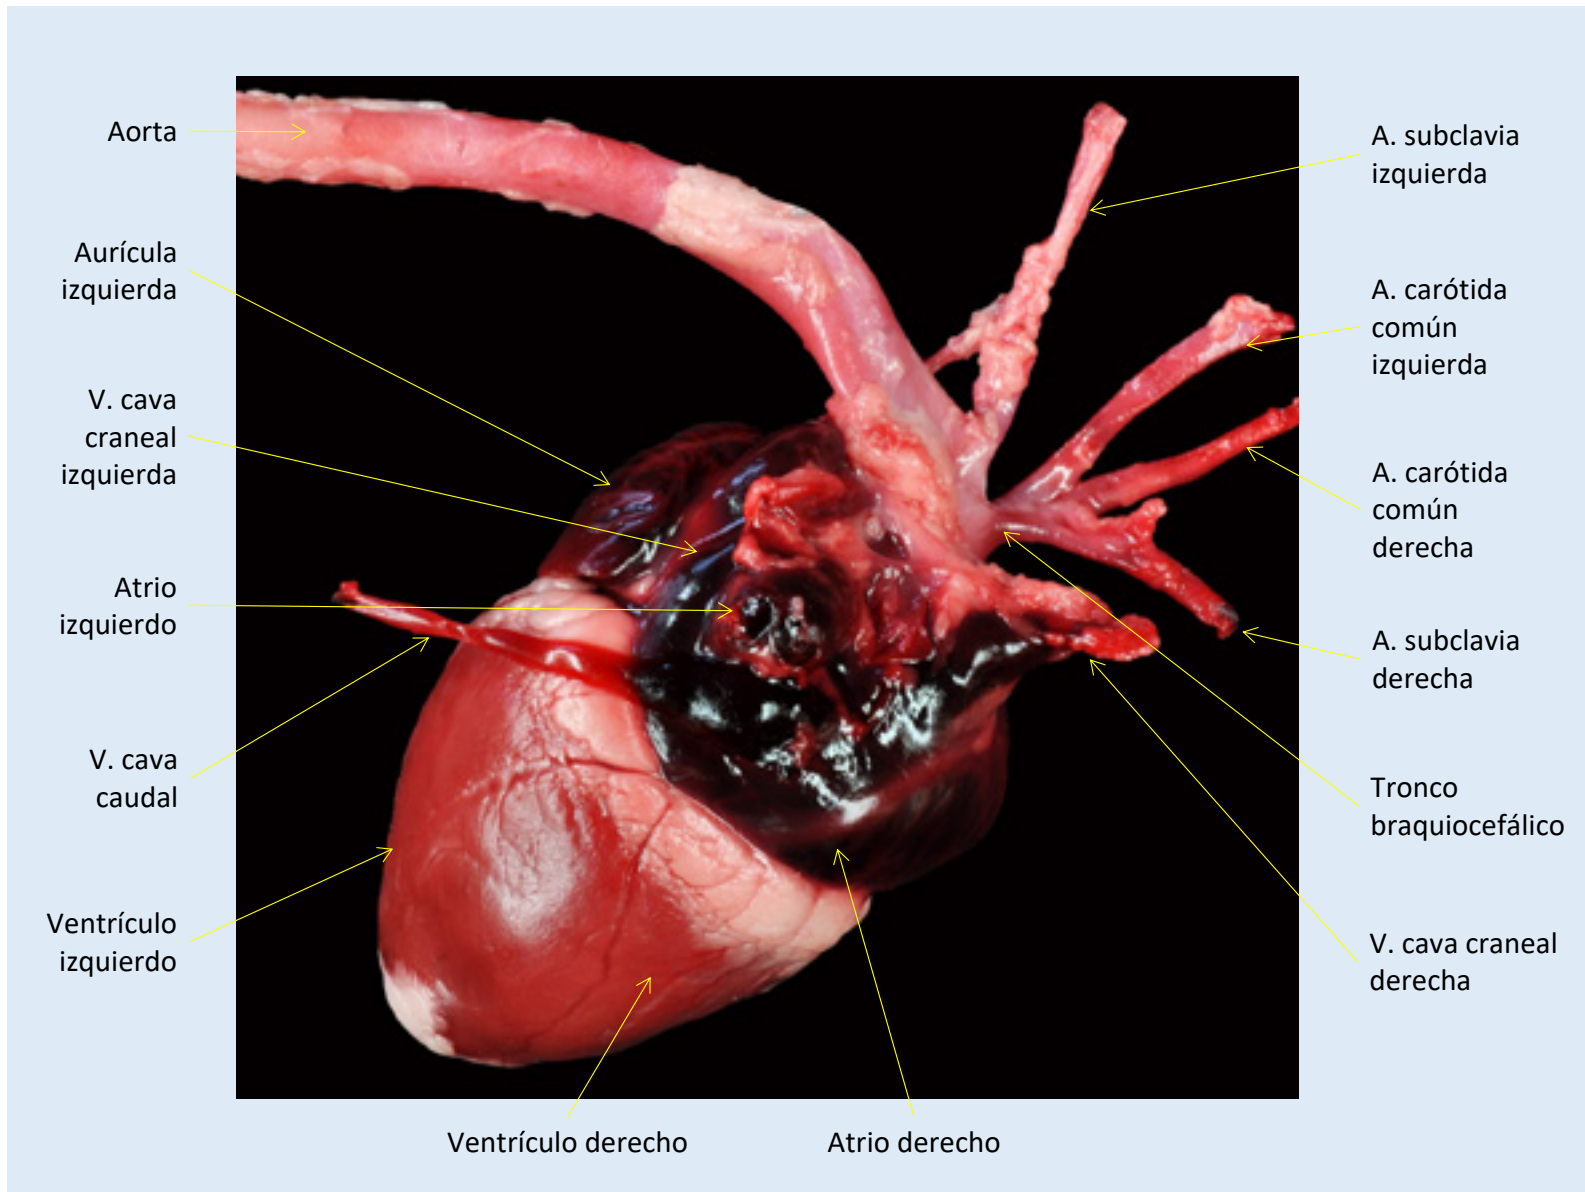 Aorta
Aurícula
izquierda
V. cava
craneal
izquierda
Atrio
izquierdo
V. cava
caudal
Ventrículo
izquierdo
Ventrículo derecho
Atrio derecho
A. subclavia
izquierda
A. carótida
común
izquierda
A. carótida
común
derecha
A. subclavia
derecha
Tronco
braquiocefálico
V. cava craneal
derecha